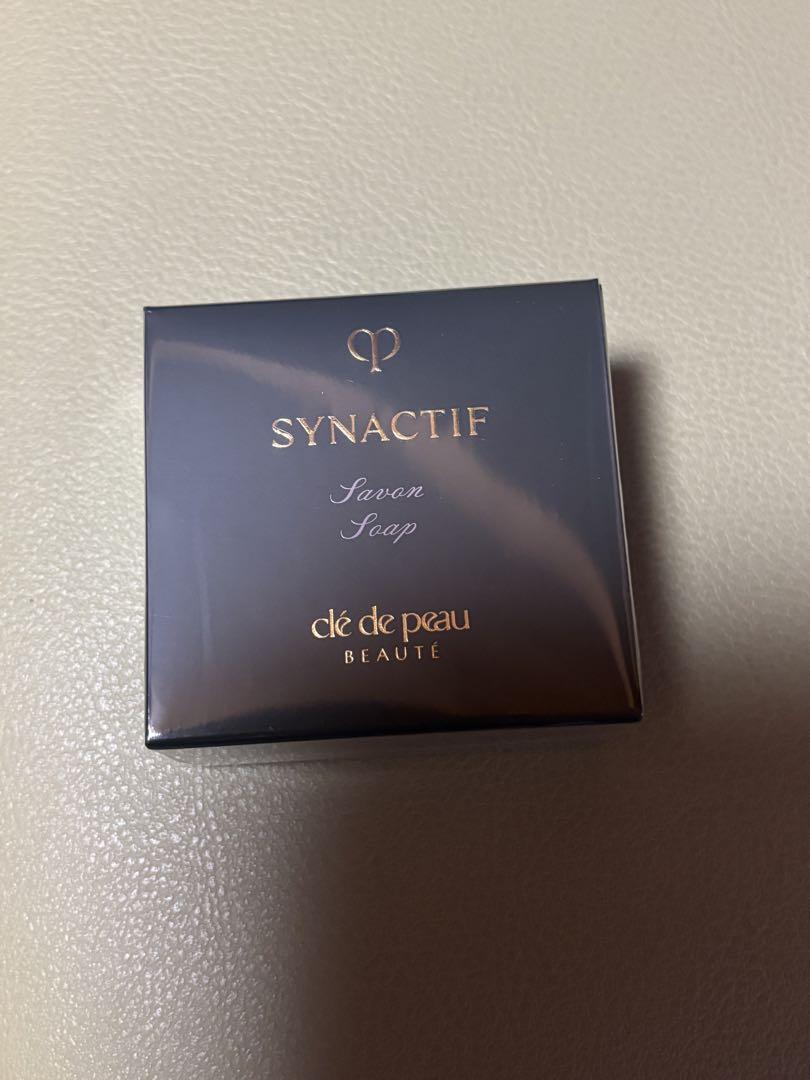 SYNACTIF
Savon
Soap
clé de peau
BEAUTÉ